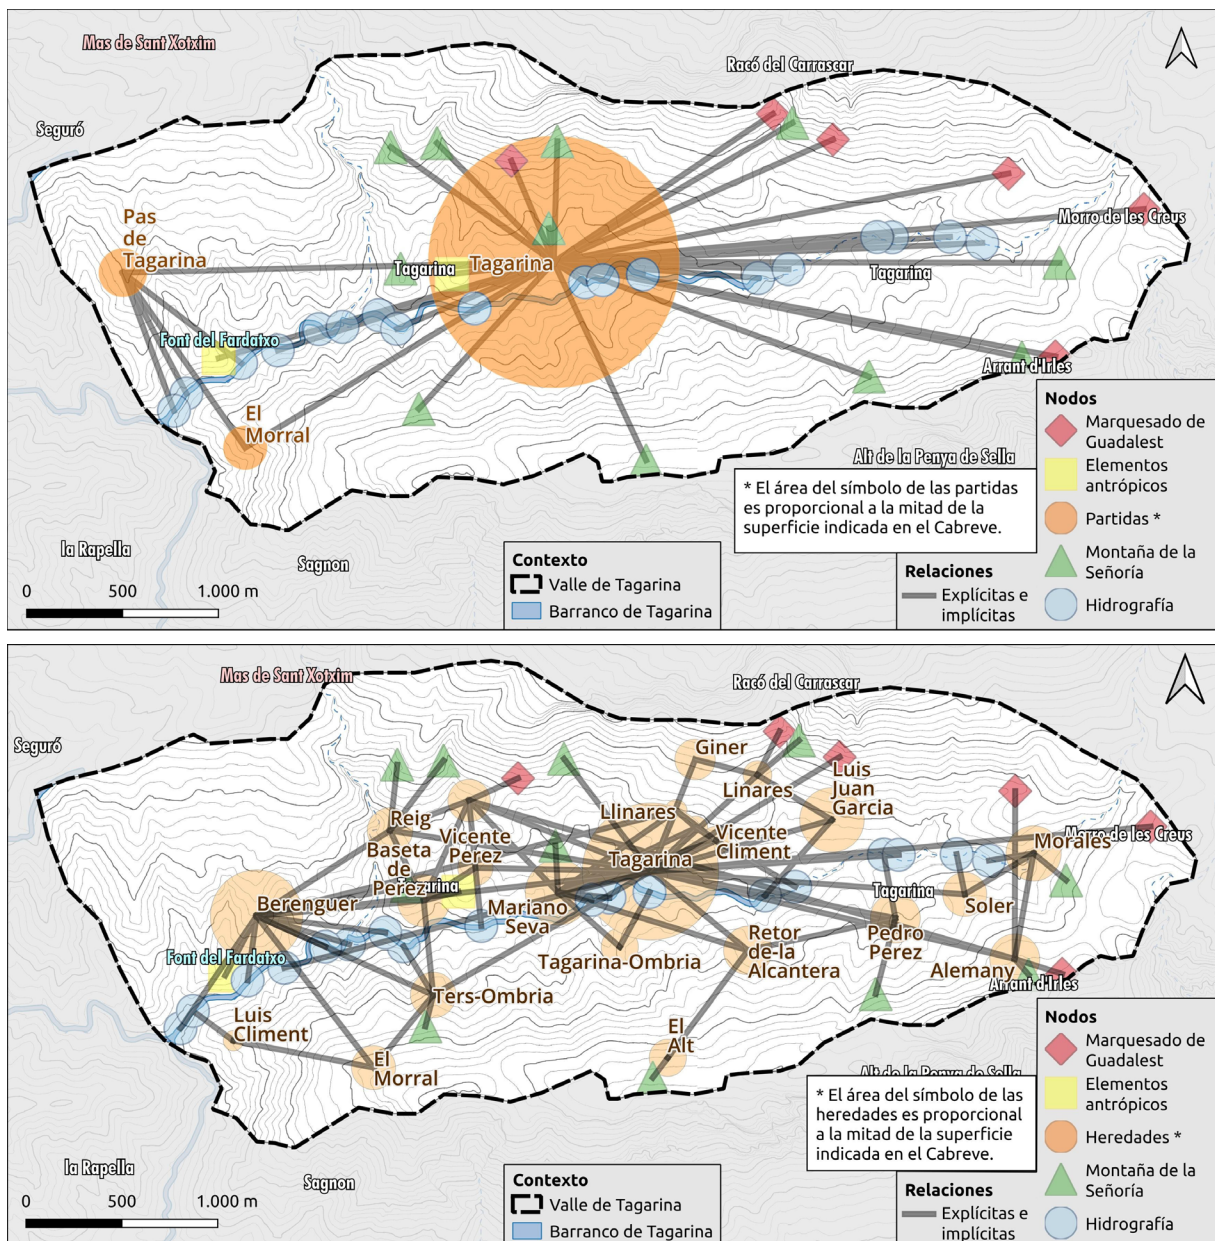 Mas de Sant Xotxim
Racó del Carrascar
Seguró
Pas
de
Tagarina
Morro de les Creus
Tagarina
Tagarina
Tagarina
Font del Fardatxo
El
Morral
Arrant d'Irles
Alt de la Penya de Sella
la Rapella
Sagnon
0 500 1.000 m
* El área del símbolo de las partidas
es proporcional a la mitad de la
superficie indicada en el Cabreve.
Contexto
Valle de Tagarina
Barranco de Tagarina
Relaciones
Explícitas e
implícitas
Nodos
Marquesado de
Guadalest
Elementos
antrópicos
Partidas *
Montaña de la
Señoría
Hidrografía
Mas de Sant Xotxim
Racó del Carrascar
Seguró
Giner
Linares
Luis
Juan
Garcia
Llinares
Reig
Vicente
Perez
Vicente
Climent
Baseta
de
Perez
Tagarina
Morro de les Creus
Morales
Tagarina
Tagarina
Berenguer
Mariano
Seva
Soler
Font del Fardatxo
Tagarina-Ombria
Retor
de-la
Alcantera
Pedro
Perez
Alemany
Arrant d'Irles
Ters-Ombria
Luis
Climent
El
Alt
El
Morral
Alt de la Penya de Sella
la Rapella
Sagnon
0 500 1.000 m
* El área del símbolo de las
heredades es proporcional
a la mitad de la superficie
indicada en el Cabreve.
Contexto
Valle de Tagarina
Barranco de Tagarina
Relaciones
Explícitas e
implícitas
Nodos
Marquesado de
Guadalest
Elementos
antrópicos
Heredades *
Montaña de la
Señoría
Hidrografía